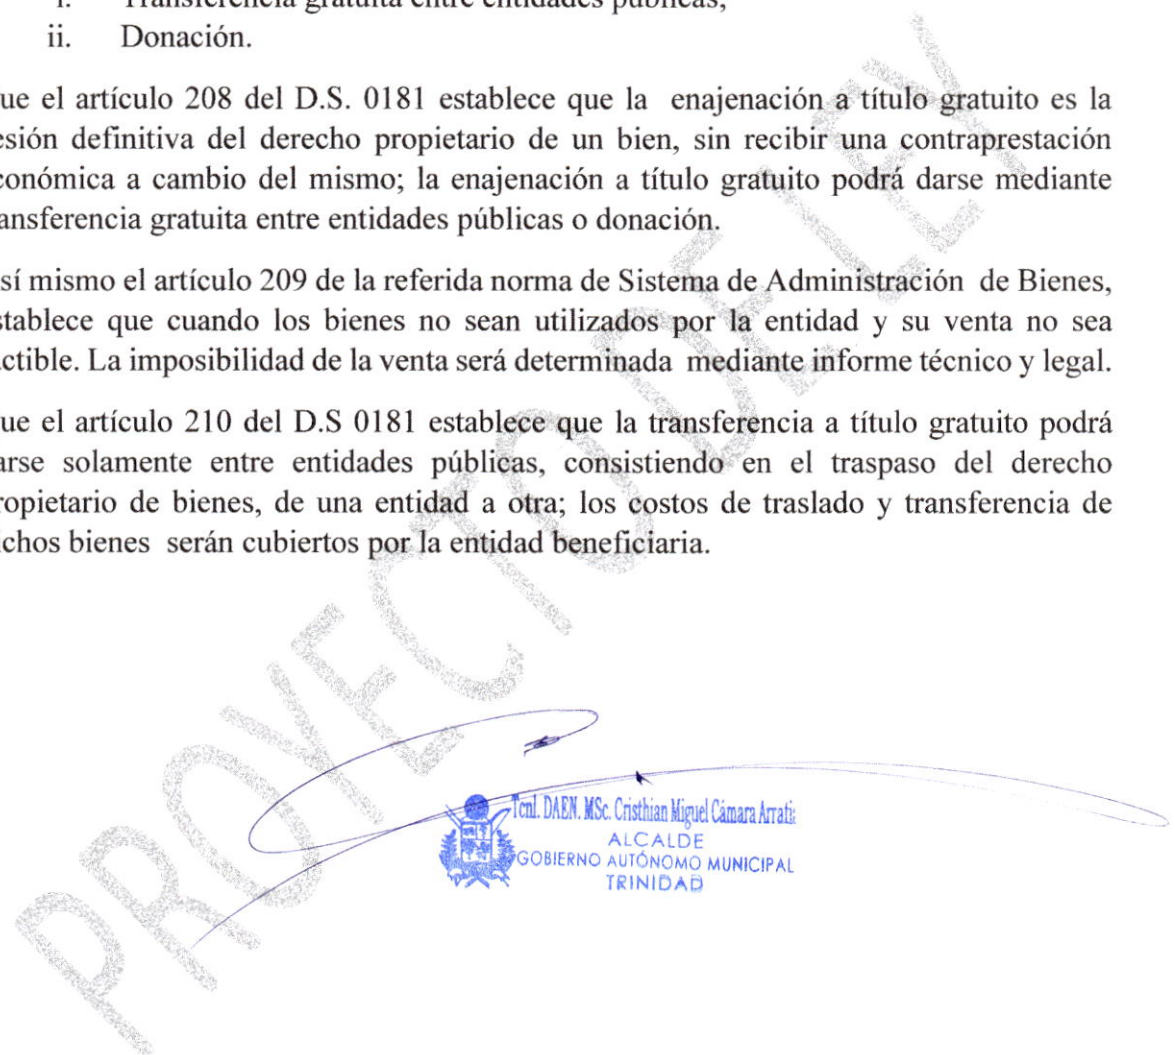 i. Transferencia gratuita entre entidades públicas;
ii. Donación.
ue el artículo 208 del D.S. 0181 establece que la enajenación a título gratuito es la
esión definitiva del derecho propietario de un bien, sin recibir una contraprestación
conómica a cambio del mismo; la enajenación a título gratuito podrá darse mediante
ansferencia gratuita entre entidades públicas o donación.
sí mismo el artículo 209 de la referida norma de Sistema de Administración de Bienes,
stablece que cuando los bienes no sean utilizados por la entidad y su venta no sea
ctible. La imposibilidad de la venta será determinada mediante informe técnico y legal.
ue el artículo 210 del D.S 0181 establece que la transferencia a título gratuito podrá
arse solamente entre entidades públicas, consistiendo en el traspaso del derecho
ropietario de bienes, de una entidad a otra; los costos de traslado y transferencia de
ichos bienes serán cubiertos por la entidad beneficiaria.
PROYECTO DE LEY
Tcnl. DAEN. MSc. Cristhian Miguel Cámara Arratia
ALCALDE
GOBIERNO AUTÓNOMO MUNICIPAL
TRINIDAD